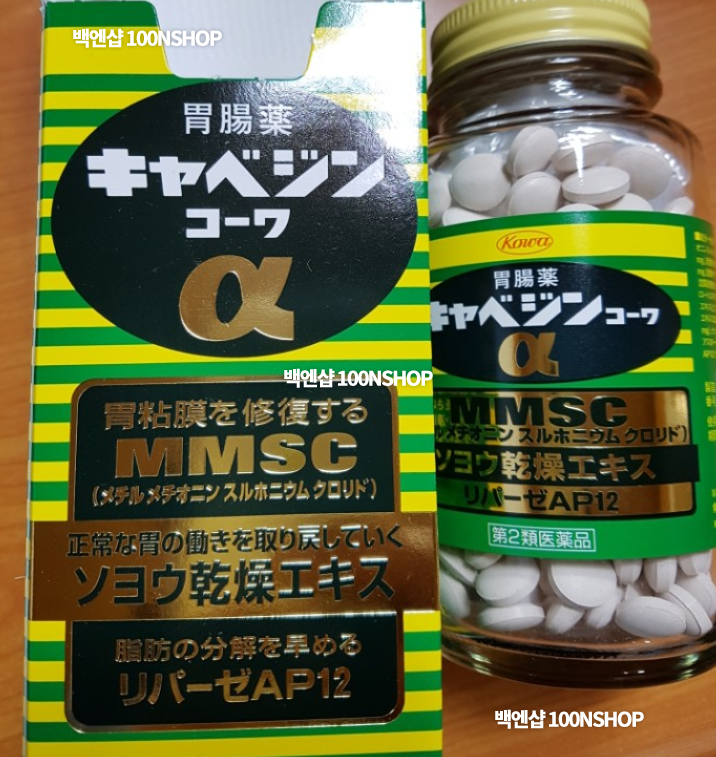 백엔샵 100NSHOP
胃腸薬
キャベジン
コーワ
α
백엔샵 100NSHOP
胃粘膜を修復する
MMSC
(メチルメチオニン スルホニウム クロリド)
正常な胃の働きを取り戻していく
ソヨウ乾燥エキス
脂肪の分解を早める
リパーゼAP12
Kowa
胃腸薬
キャベジンコーワ
α
MMSC
メチオニン スルホニウム クロリド)
ソヨウ乾燥エキス
リパーゼAP12
第2類医薬品
백엔샵 100NSHOP